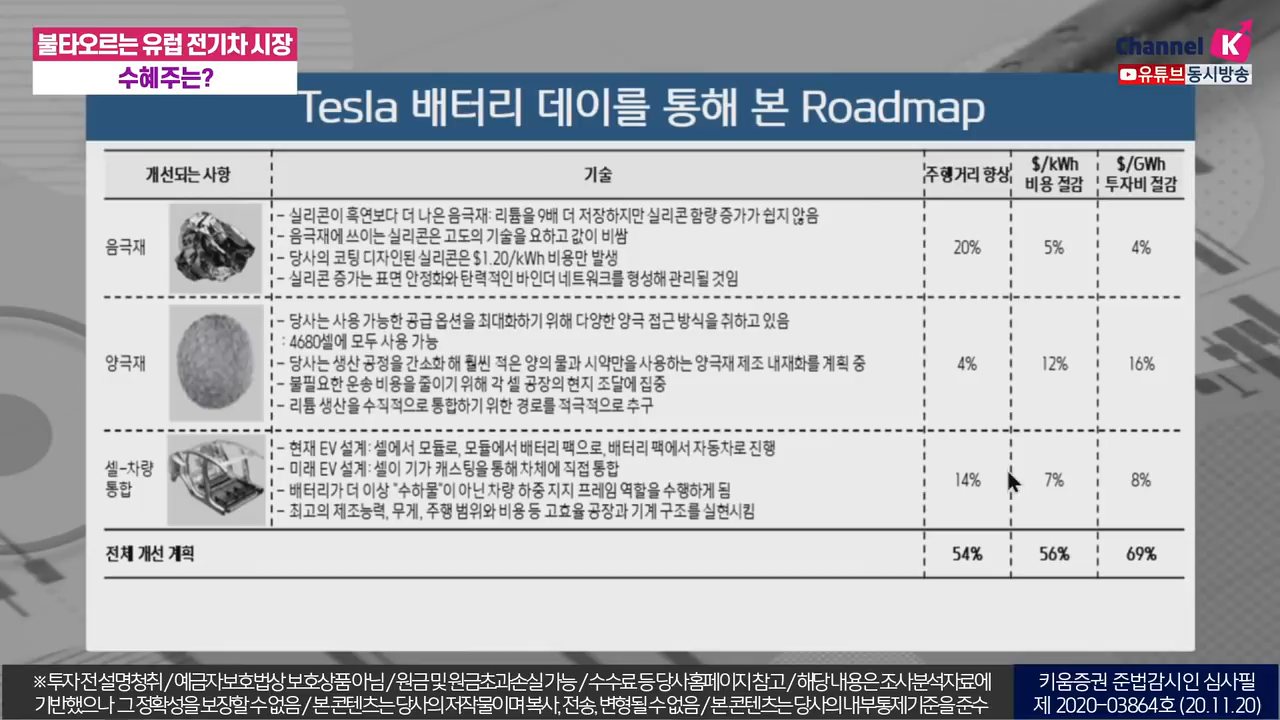 불타오르는 유럽 전기차 시장
수혜주는?
Channel K
유튜브동시방송
Tesla 배터리 데이를 통해 본 Roadmap
개선되는 사항 기술 주행거리 향상 $/kWh 비용 절감 $/GWh 투자비 절감
음극재
- 실리콘이 흑연보다 더 나은 음극재: 리튬을 9배 더 저장하지만 실리콘 함량 증가가 쉽지 않음
- 음극재에 쓰이는 실리콘은 고도의 기술을 요하고 값이 비쌈
- 당사의 코팅 디자인된 실리콘은 $1.20/kWh 비용만 발생
- 실리콘 증가는 표면 안정화와 탄력적인 바인더 네트워크를 형성해 관리될 것임
20% 5% 4%
양극재
- 당사는 사용 가능한 공급 옵션을 최대화하기 위해 다양한 양극 접근 방식을 취하고 있음
: 4680셀에 모두 사용 가능
- 당사는 생산 공정을 간소화 해 훨씬 적은 양의 물과 시약만을 사용하는 양극재 제조 내재화를 계획 중
- 불필요한 운송 비용을 줄이기 위해 각 셀 공장의 현지 조달에 집중
- 리튬 생산을 수직적으로 통합하기 위한 경로를 적극적으로 추구
4% 12% 16%
셀-차량
통합
- 현재 EV 설계: 셀에서 모듈로, 모듈에서 배터리 팩으로, 배터리 팩에서 자동차로 진행
- 미래 EV 설계: 셀이 기가 캐스팅을 통해 차체에 직접 통합
- 배터리가 더 이상 "수하물"이 아닌 차량 하중 지지 프레임 역할을 수행하게 됨
- 최고의 제조능력, 무게, 주행 범위와 비용 등 고효율 공장과 기계 구조를 실현시킴
14% 7% 8%
전체 개선 계획 54% 56% 69%
※ 투자 전 설명청취 / 예금자보호법상 보호상품 아님 / 원금 및 원금초과손실 가능 / 수수료 등 당사홈페이지 참고 / 해당 내용은 조사분석자료에
기반했으나 그 정확성을 보장할 수 없음 / 본 콘텐츠는 당사의 저작물이며 복사, 전송, 변형될 수 없음 / 본 콘텐츠는 당사의 내부통제기준을 준수
키움증권 준법감시인 심사필
제 2020-03864호 (20.11.20)